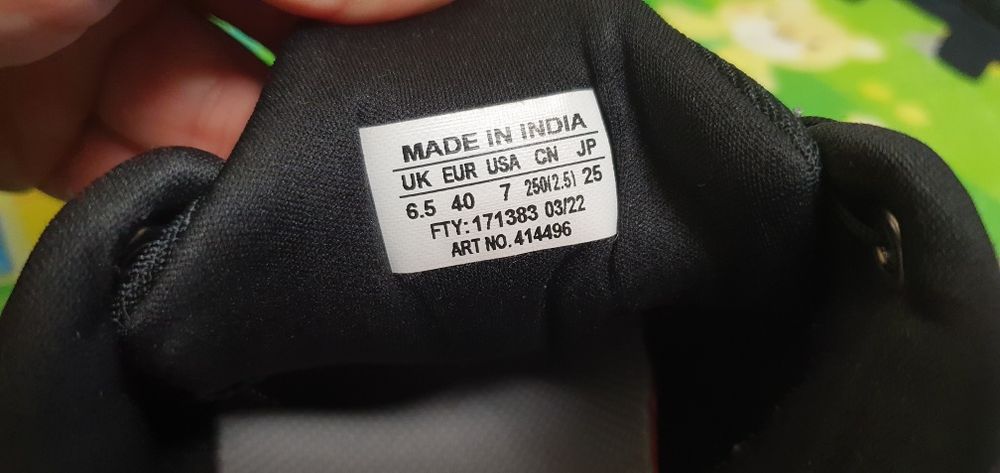 MADE IN INDIA
UK EUR USA CN JP
6.5 40 7 250(2.5) 25
FTY: 171383 03/22
ART NO. 414496